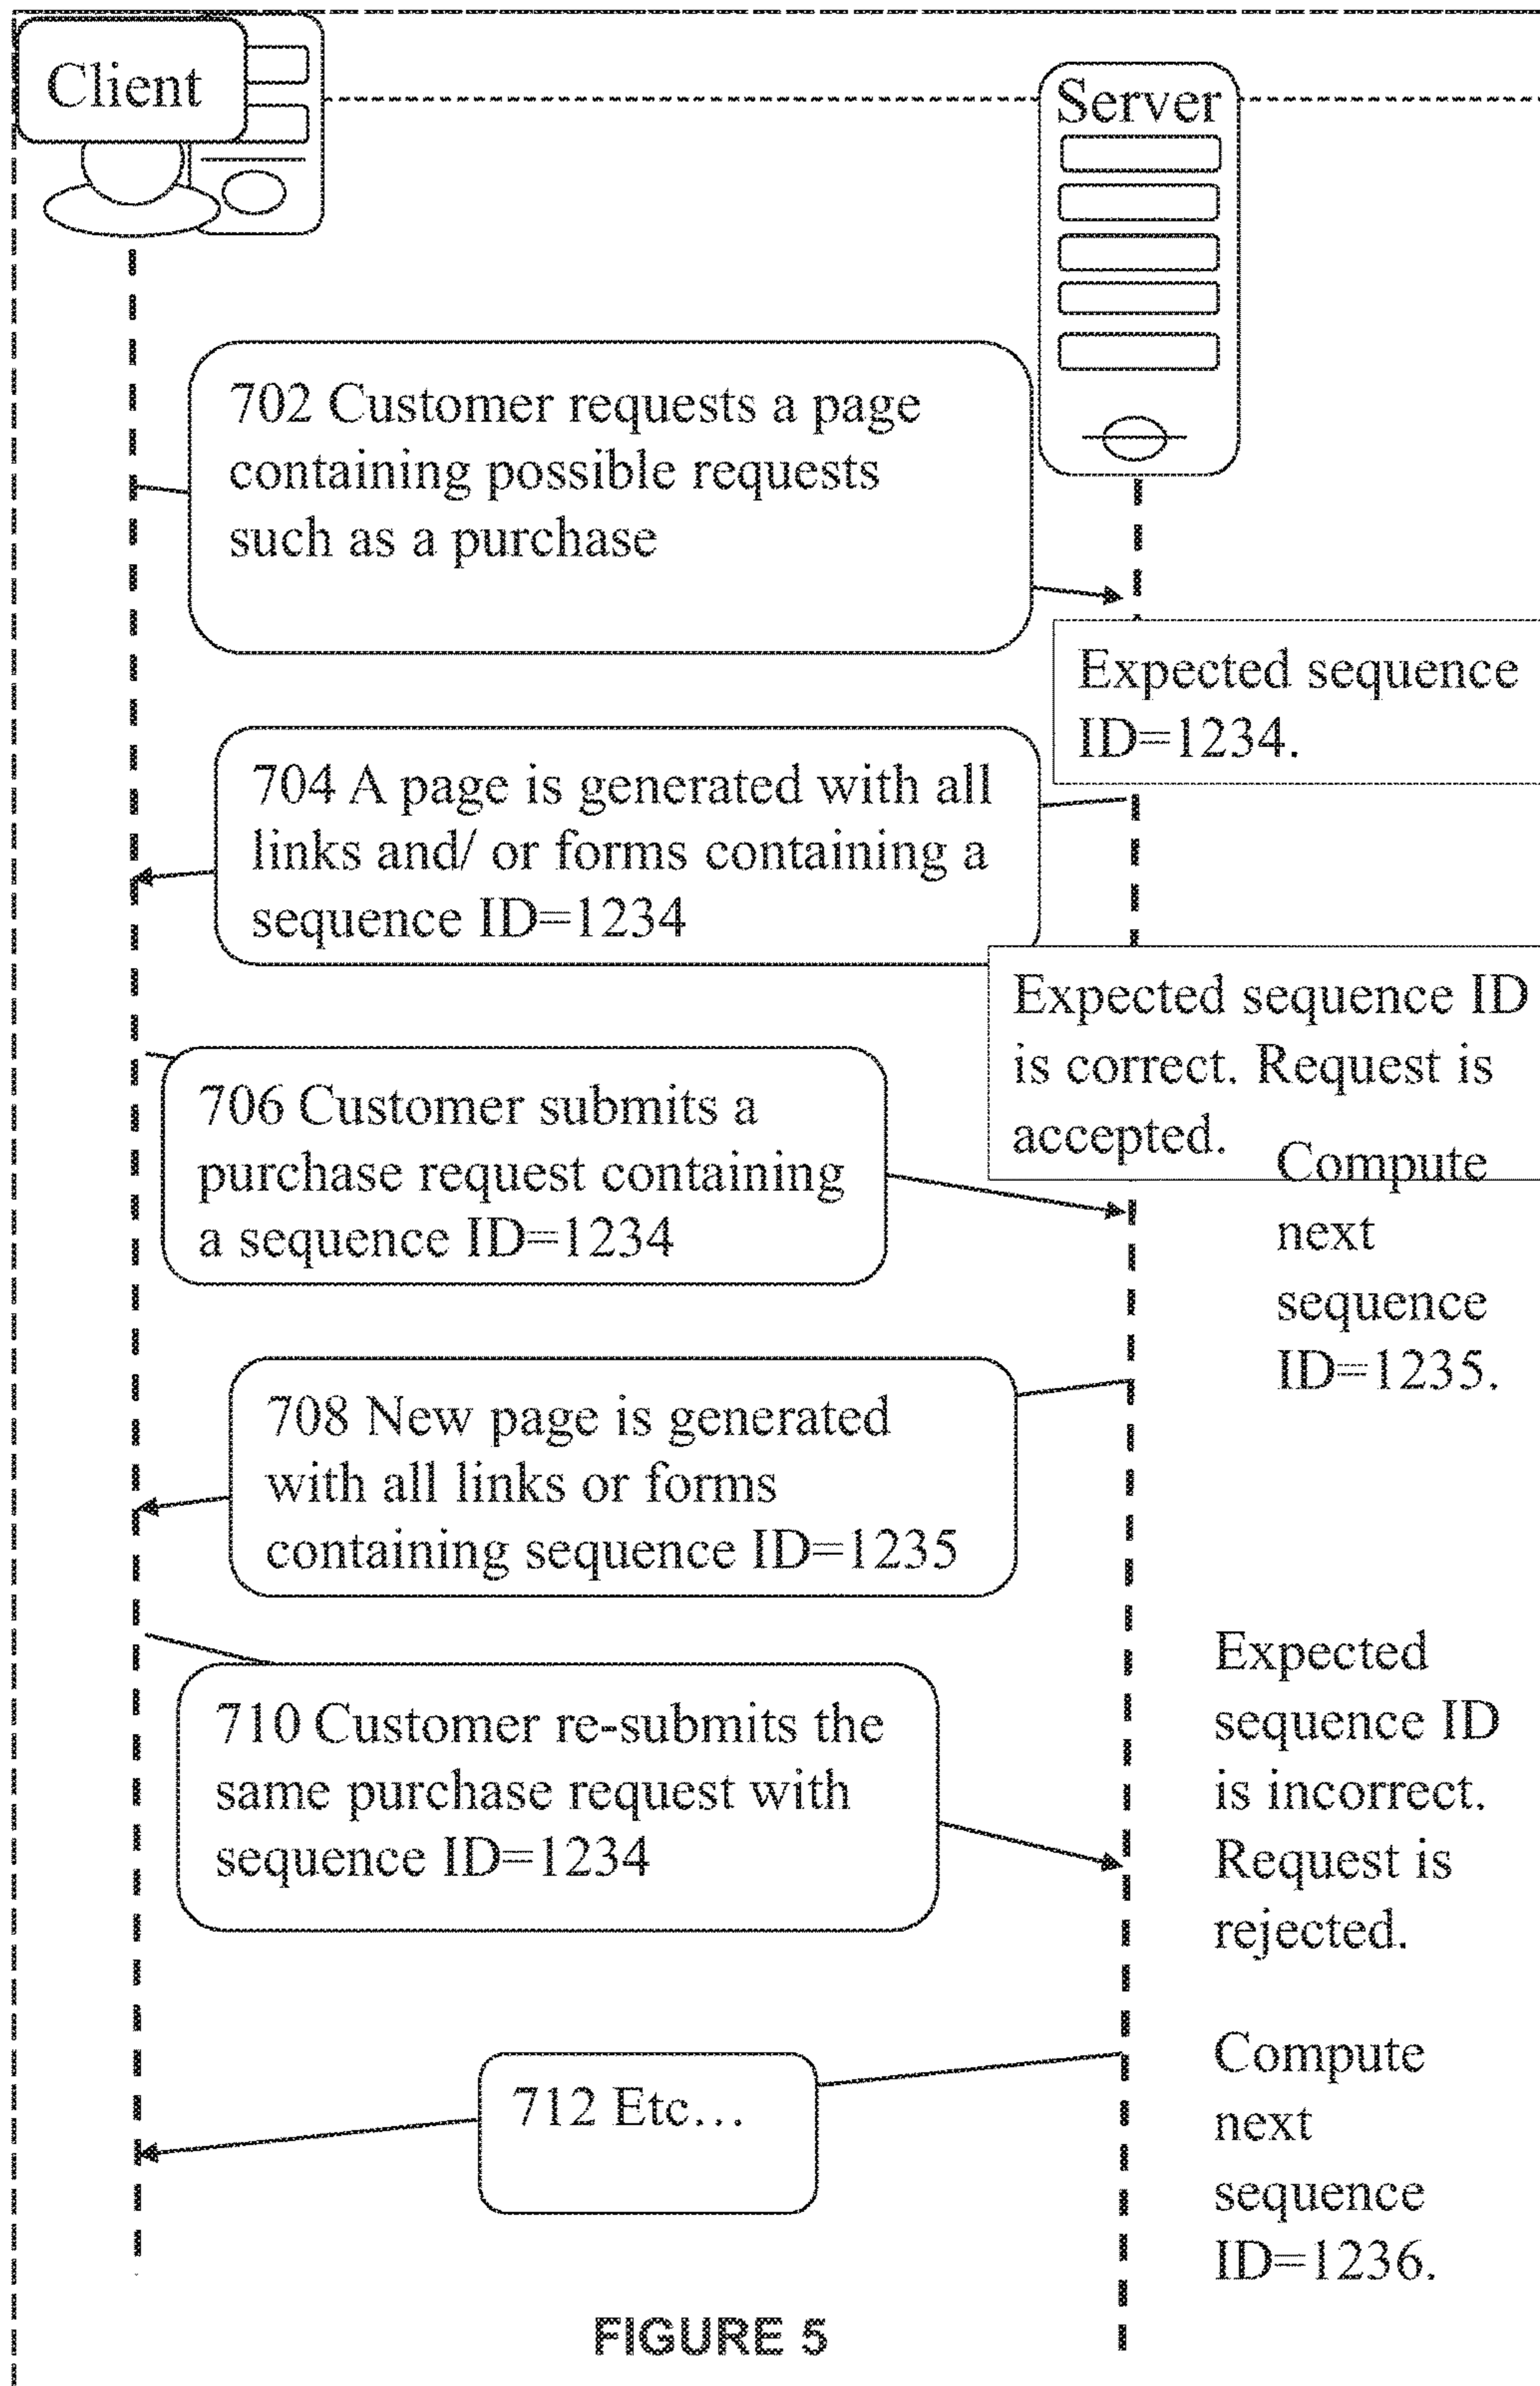 Client
Server
702 Customer requests a page
containing possible requests
such as a purchase
Expected sequence
ID=1234.
704 A page is generated with all
links and/ or forms containing a
sequence ID=1234
Expected sequence ID
is correct. Request is
accepted.
706 Customer submits a
purchase request containing
a sequence ID=1234
Compute
next
sequence
ID=1235.
708 New page is generated
with all links or forms
containing sequence ID=1235
710 Customer re-submits the
same purchase request with
sequence ID=1234
Expected
sequence ID
is incorrect.
Request is
rejected.
712 Etc...
Compute
next
sequence
ID=1236.
FIGURE 5